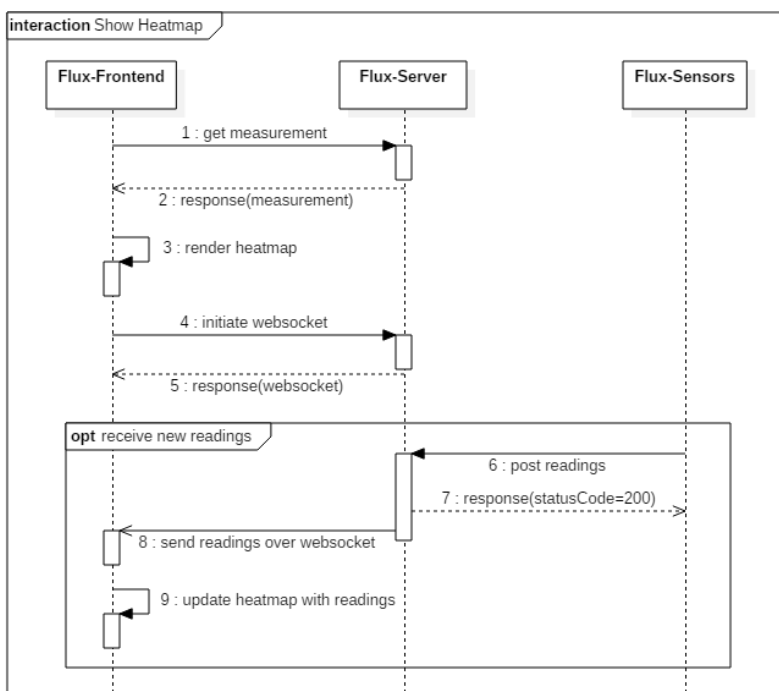 interaction Show Heatmap
Flux-Frontend
Flux-Server
Flux-Sensors
1 : get measurement
2 : response(measurement)
3 : render heatmap
4 : initiate websocket
5 : response(websocket)
opt receive new readings
6 : post readings
7 : response(statusCode=200)
8 : send readings over websocket
9 : update heatmap with readings